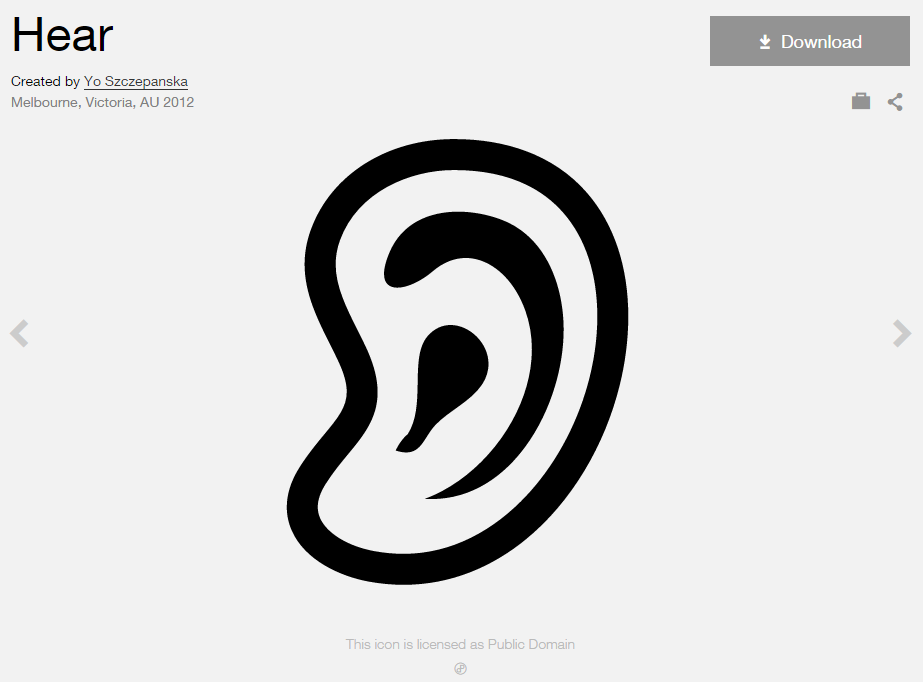 Hear
Download
Created by Yo Szczepanska
Melbourne, Victoria, AU 2012
This icon is licensed as Public Domain